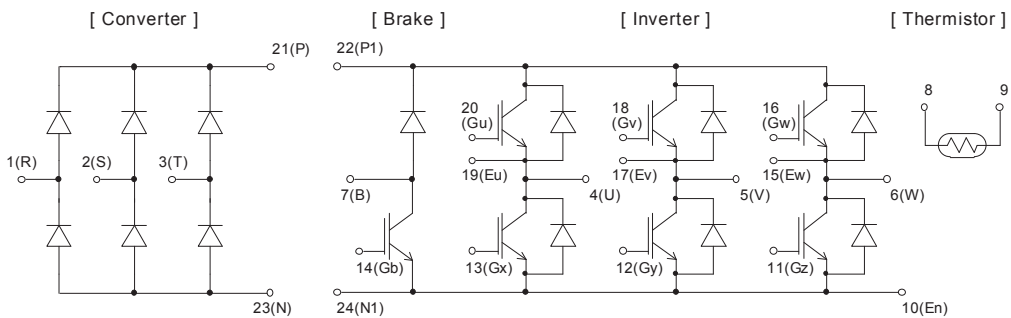 [ Converter ]
[ Brake ]
[ Inverter ]
[ Thermistor ]
21(P)
22(P1)
20
(Gu)
18
(Gv)
16
(Gw)
8
9
1(R)
2(S)
3(T)
19(Eu)
17(Ev)
15(Ew)
7(B)
4(U)
5(V)
6(W)
14(Gb)
13(Gx)
12(Gy)
11(Gz)
23(N)
24(N1)
10(En)